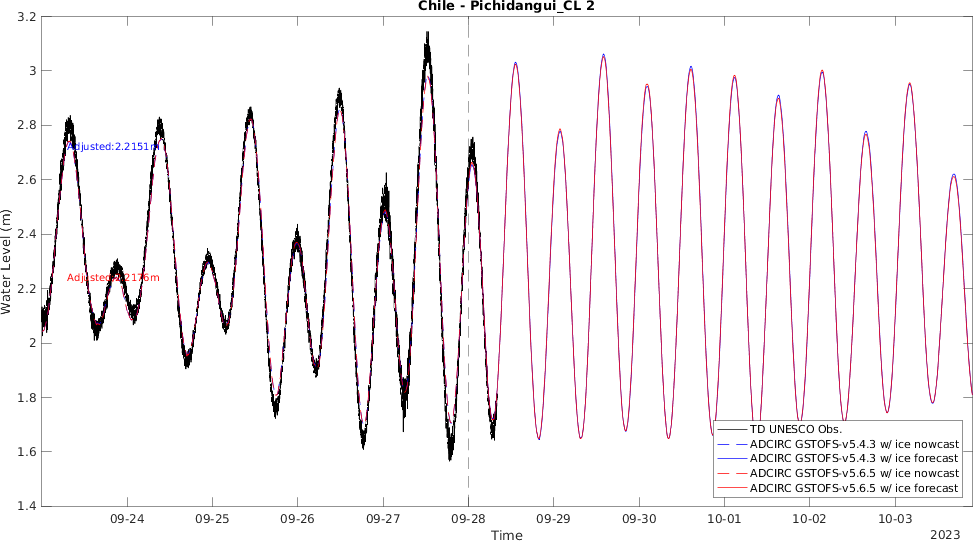 Chile - Pichidangui_CL 2
Water Level (m)
3.2
3
2.8
2.6
2.4
2.2
2
1.8
1.6
1.4
Adjusted:2.2151m
Adjusted:2.2176m
TD UNESCO Obs.
ADCIRC GSTOFS-v5.4.3 w/ ice nowcast
ADCIRC GSTOFS-v5.4.3 w/ ice forecast
ADCIRC GSTOFS-v5.6.5 w/ ice nowcast
ADCIRC GSTOFS-v5.6.5 w/ ice forecast
09-24 09-25 09-26 09-27 09-28 09-29 09-30 10-01 10-02 10-03
Time
2023